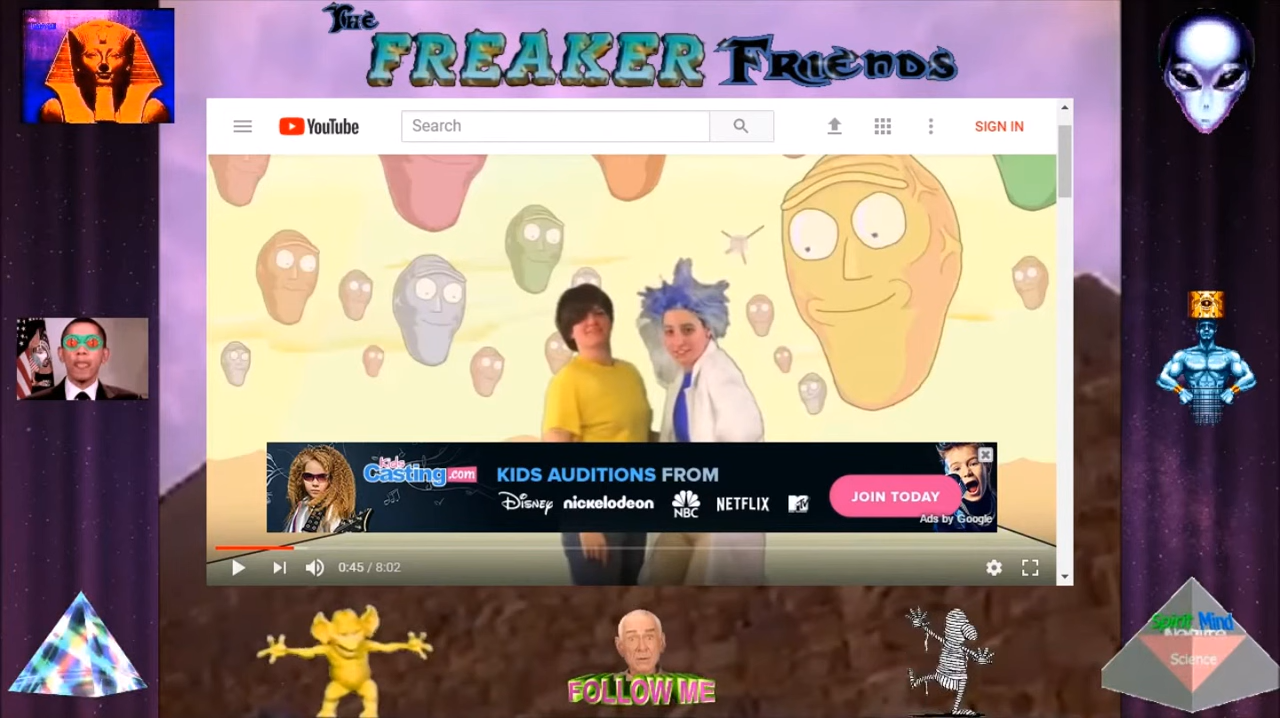 The
FREAKER Friends
YouTube
Search
SIGN IN
Kids
Casting.com
KIDS AUDITIONS FROM
Disney nickelodeon NBC NETFLIX MTV
JOIN TODAY
Ads by Google
0:45 / 8:02
FOLLOW ME
Spirit Mind
Nature
Science